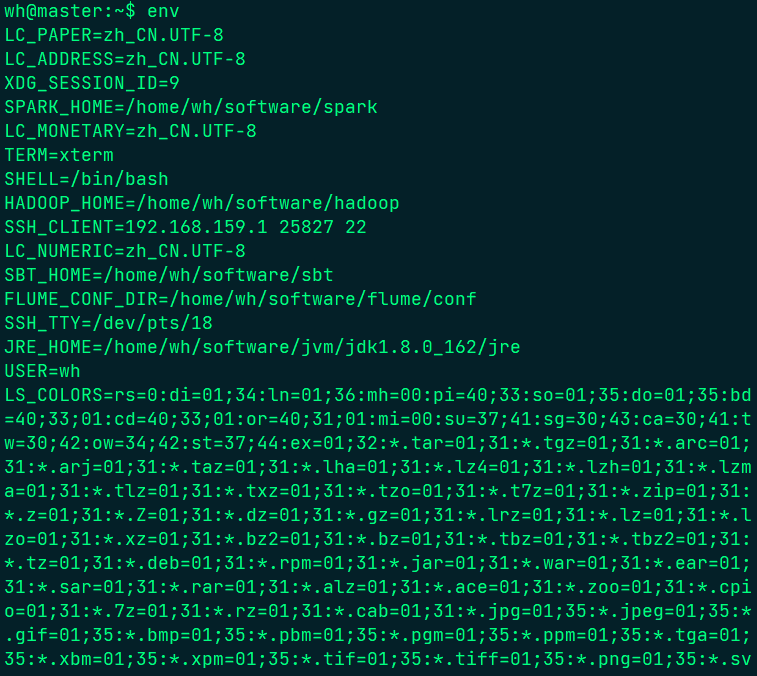 wh@master:~$ env
LC_PAPER=zh_CN.UTF-8
LC_ADDRESS=zh_CN.UTF-8
XDG_SESSION_ID=9
SPARK_HOME=/home/wh/software/spark
LC_MONETARY=zh_CN.UTF-8
TERM=xterm
SHELL=/bin/bash
HADOOP_HOME=/home/wh/software/hadoop
SSH_CLIENT=192.168.159.1 25827 22
LC_NUMERIC=zh_CN.UTF-8
SBT_HOME=/home/wh/software/sbt
FLUME_CONF_DIR=/home/wh/software/flume/conf
SSH_TTY=/dev/pts/18
JRE_HOME=/home/wh/software/jvm/jdk1.8.0_162/jre
USER=wh
LS_COLORS=rs=0:di=01;34:ln=01;36:mh=00:pi=40;33:so=01;35:do=01;35:bd
=40;33;01:cd=40;33;01:or=40;31;01:mi=00:su=37;41:sg=30;43:ca=30;41:t
w=30;42:ow=34;42:st=37;44:ex=01;32:*.tar=01;31:*.tgz=01;31:*.arc=01;
31:*.arj=01;31:*.taz=01;31:*.lha=01;31:*.lz4=01;31:*.lzh=01;31:*.lzm
a=01;31:*.tlz=01;31:*.txz=01;31:*.tzo=01;31:*.t7z=01;31:*.zip=01;31:
*.z=01;31:*.Z=01;31:*.dz=01;31:*.gz=01;31:*.lrz=01;31:*.lz=01;31:*.l
zo=01;31:*.xz=01;31:*.bz2=01;31:*.bz=01;31:*.tbz=01;31:*.tbz2=01;31:
*.tz=01;31:*.deb=01;31:*.rpm=01;31:*.jar=01;31:*.war=01;31:*.ear=01;
31:*.sar=01;31:*.rar=01;31:*.alz=01;31:*.ace=01;31:*.zoo=01;31:*.cpi
o=01;31:*.7z=01;31:*.rz=01;31:*.cab=01;31:*.jpg=01;35:*.jpeg=01;35:*
.gif=01;35:*.bmp=01;35:*.pbm=01;35:*.pgm=01;35:*.ppm=01;35:*.tga=01;
35:*.xbm=01;35:*.xpm=01;35:*.tif=01;35:*.tiff=01;35:*.png=01;35:*.sv